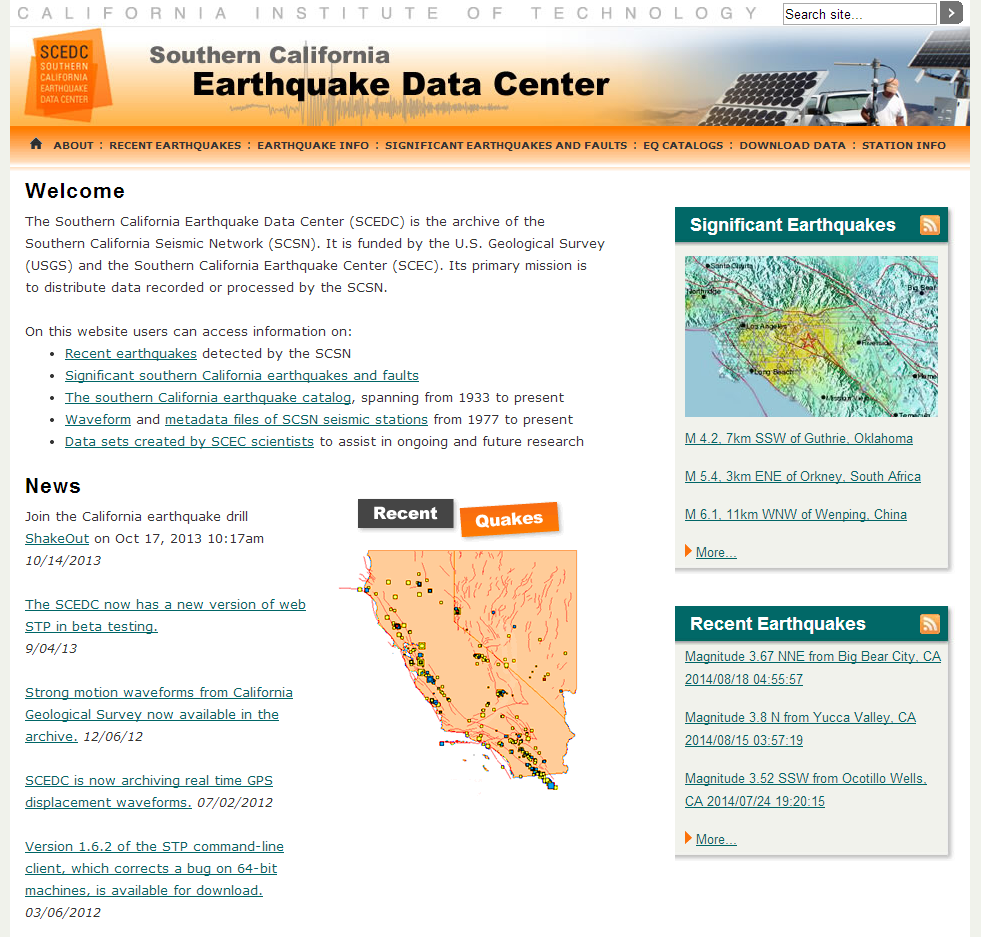 CALIFORNIA INSTITUTE OF TECHNOLOGY
Search site...
SCEDC
SOUTHERN
CALIFORNIA
EARTHQUAKE
DATA CENTER
Southern California
Earthquake Data Center
ABOUT : RECENT EARTHQUAKES : EARTHQUAKE INFO : SIGNIFICANT EARTHQUAKES AND FAULTS : EQ CATALOGS : DOWNLOAD DATA : STATION INFO
Welcome
The Southern California Earthquake Data Center (SCEDC) is the archive of the
Southern California Seismic Network (SCSN). It is funded by the U.S. Geological Survey
(USGS) and the Southern California Earthquake Center (SCEC). Its primary mission is
to distribute data recorded or processed by the SCSN.
On this website users can access information on:
• Recent earthquakes detected by the SCSN
• Significant southern California earthquakes and faults
• The southern California earthquake catalog, spanning from 1933 to present
• Waveform and metadata files of SCSN seismic stations from 1977 to present
• Data sets created by SCEC scientists to assist in ongoing and future research
News
Join the California earthquake drill
ShakeOut on Oct 17, 2013 10:17am
10/14/2013
The SCEDC now has a new version of web
STP in beta testing.
9/04/13
Strong motion waveforms from California
Geological Survey now available in the
archive. 12/06/12
SCEDC is now archiving real time GPS
displacement waveforms. 07/02/2012
Version 1.6.2 of the STP command-line
client, which corrects a bug on 64-bit
machines, is available for download.
03/06/2012
Recent
Quakes
Significant Earthquakes
Santa Clarita
Northridge
Big Bear
Los Angeles
Riverside
Long Beach
Mission Viejo
Temecula
M 4.2, 7km SSW of Guthrie, Oklahoma
M 5.4, 3km ENE of Orkney, South Africa
M 6.1, 11km WNW of Wenping, China
More...
Recent Earthquakes
Magnitude 3.67 NNE from Big Bear City, CA
2014/08/18 04:55:57
Magnitude 3.8 N from Yucca Valley, CA
2014/08/15 03:57:19
Magnitude 3.52 SSW from Ocotillo Wells,
CA 2014/07/24 19:20:15
More...